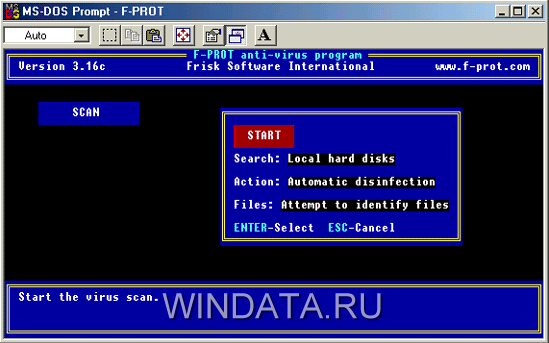 MS-DOS Prompt - F-PROT
Auto
A
F-PROT anti-virus program
Version 3.16c Frisk Software International www.f-prot.com
SCAN
START
Search: Local hard disks
Action: Automatic disinfection
Files: Attempt to identify files
ENTER-Select ESC-Cancel
Start the virus scan.
WINDATA.RU